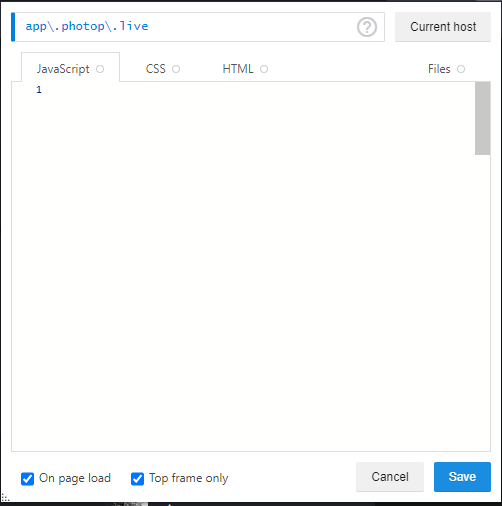 app\.photop\.live
Current host
JavaScript
CSS
HTML
Files
1
On page load
Top frame only
Cancel
Save